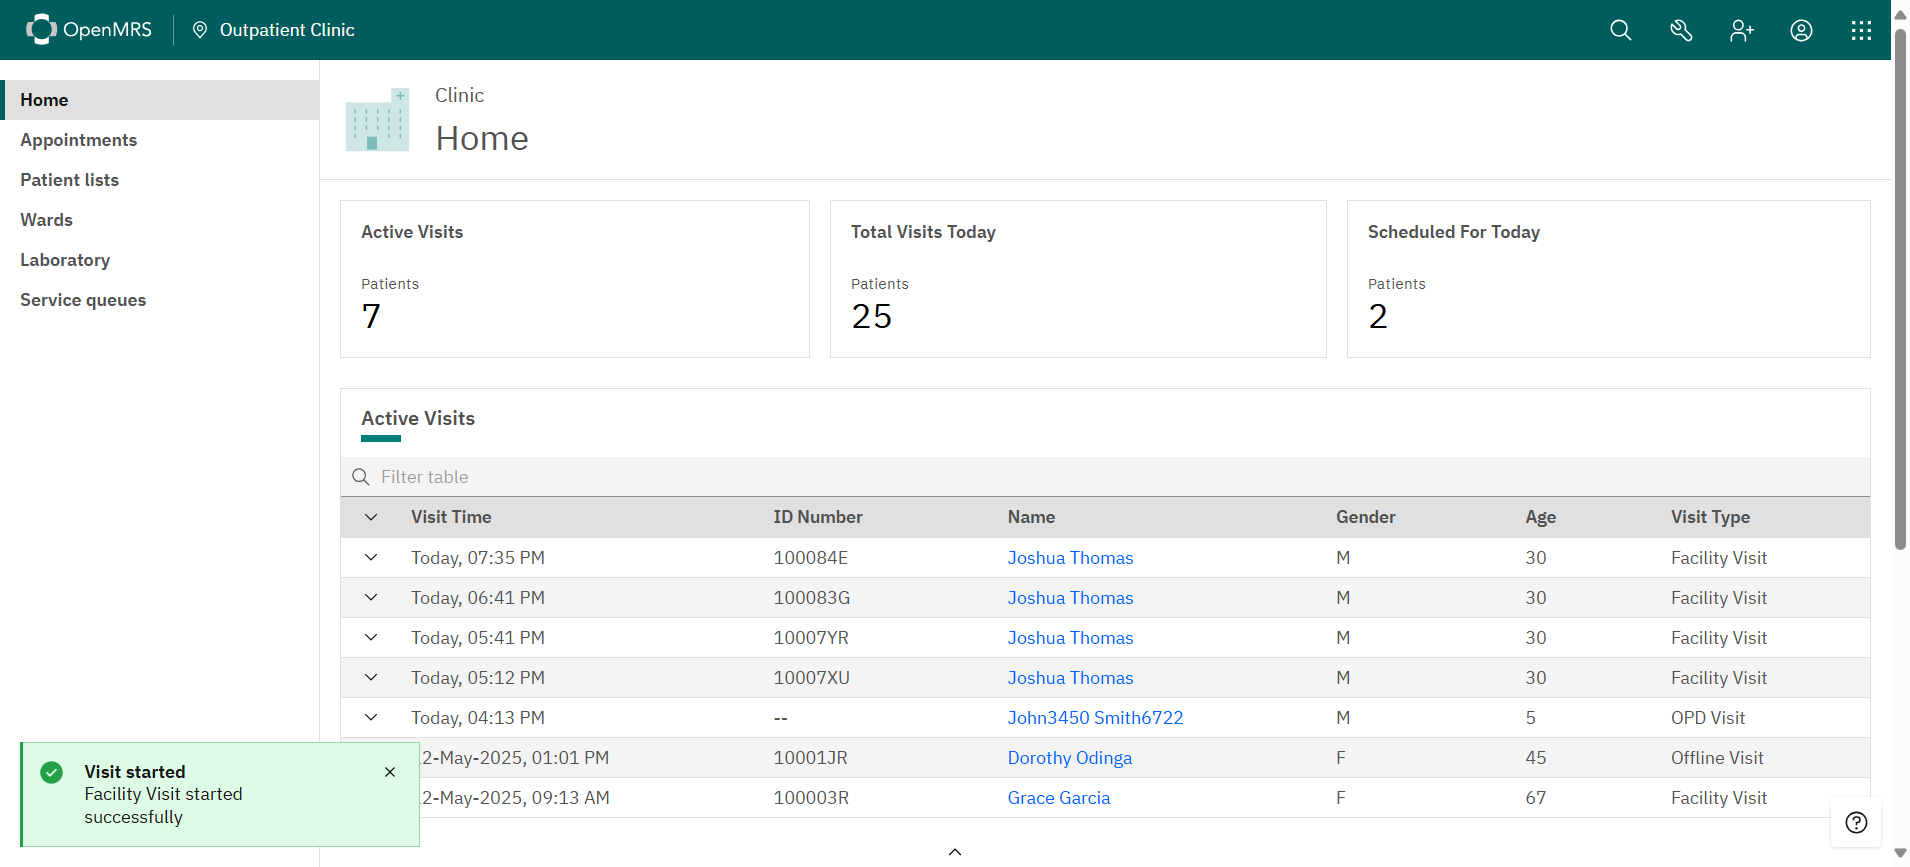 OpenMRS
Outpatient Clinic
Home
Appointments
Patient lists
Wards
Laboratory
Service queues
Clinic
Home
Active Visits
Patients
7
Total Visits Today
Patients
25
Scheduled For Today
Patients
2
Active Visits
Filter table
Visit Time ID Number Name Gender Age Visit Type
Today, 07:35 PM 100084E Joshua Thomas M 30 Facility Visit
Today, 06:41 PM 100083G Joshua Thomas M 30 Facility Visit
Today, 05:41 PM 10007YR Joshua Thomas M 30 Facility Visit
Today, 05:12 PM 10007XU Joshua Thomas M 30 Facility Visit
Today, 04:13 PM -- John3450 Smith6722 M 5 OPD Visit
2-May-2025, 01:01 PM 10001JR Dorothy Odinga F 45 Offline Visit
2-May-2025, 09:13 AM 100003R Grace Garcia F 67 Facility Visit
Visit started
Facility Visit started
successfully